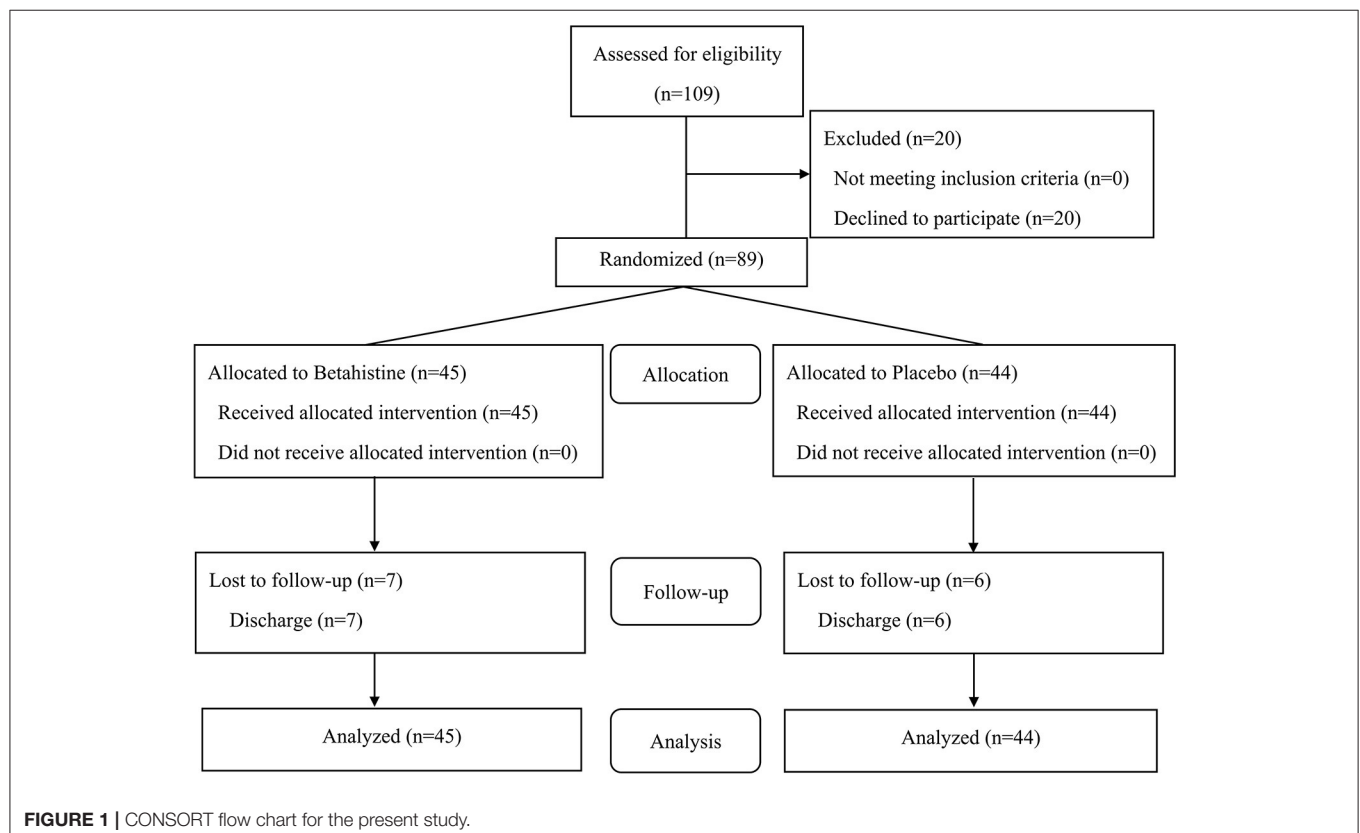 Assessed for eligibility
(n=109)
Excluded (n=20)
Not meeting inclusion criteria (n=0)
Declined to participate (n=20)
Randomized (n=89)
Allocated to Betahistine (n=45)
Received allocated intervention (n=45)
Did not receive allocated intervention (n=0)
Allocation
Allocated to Placebo (n=44)
Received allocated intervention (n=44)
Did not receive allocated intervention (n=0)
Lost to follow-up (n=7)
Discharge (n=7)
Follow-up
Lost to follow-up (n=6)
Discharge (n=6)
Analyzed (n=45)
Analysis
Analyzed (n=44)
FIGURE 1 | CONSORT flow chart for the present study.